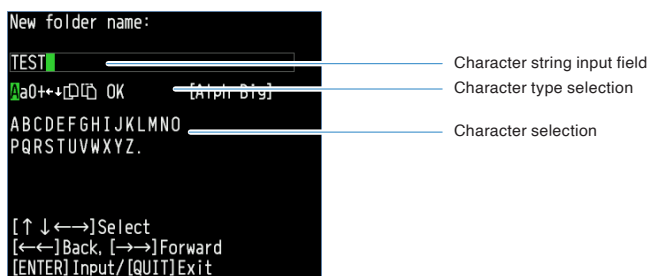 New folder name:
TEST
Character string input field
AaO+←↓ OK [Alph Big]
Character type selection
ABCDEFGHIJKLMNO
Character selection
PQRSTUVWXYZ.
[↑↓←→]Select
[←←]Back, [→→]Forward
[ENTER]Input/[QUIT]Exit